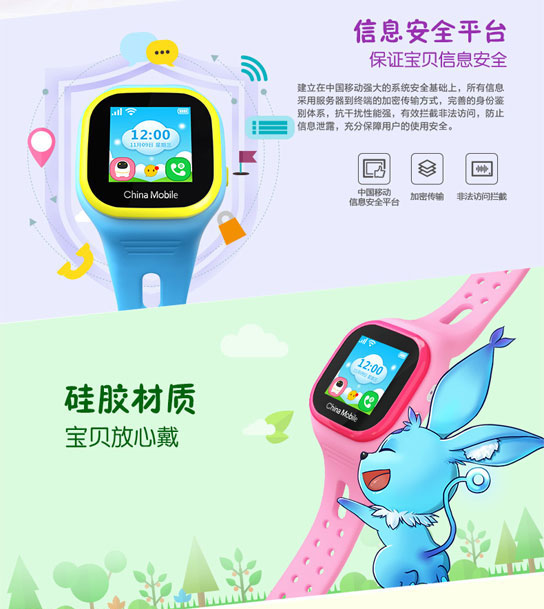 信息安全平台
保证宝贝信息安全
建立在中国移动强大的系统安全基础上，所有信息
采用服务器到终端的加密传输方式，完善的身份鉴
别体系，抗干扰性能强，有效拦截非法访问，防止
信息泄露，充分保障用户的使用安全。
中国移动
信息安全平台
加密传输
非法访问拦截
12:00
11月09日 星期三
China Mobile
硅胶材质
宝贝放心戴
12:00
China Mobile